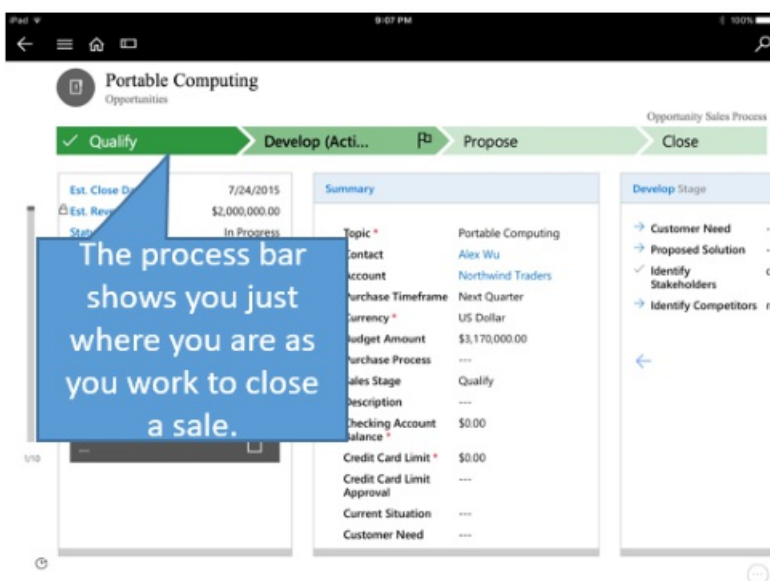 iPad
9:07 PM
100%
Portable Computing
Opportunities
Opportunity Sales Process
Qualify
Develop (Acti...
Propose
Close
Est. Close
7/24/2015
Est. Rev
$2,000,000.00
Status
In Progress
The process bar
shows you just
where you are as
you work to close
a sale.
---
1/10
Summary
Topic *
Portable Computing
Contact
Alex Wu
Account
Northwind Traders
Purchase Timeframe
Next Quarter
Currency *
US Dollar
Budget Amount
$3,170,000.00
Purchase Process
---
Sales Stage
Qualify
Description
---
Checking Account
Balance *
$0.00
Credit Card Limit *
$0.00
Credit Card Limit
Approval
---
Current Situation
---
Customer Need
---
Develop Stage
Customer Need
Proposed Solution
Identify
Stakeholders
Identify Competitors